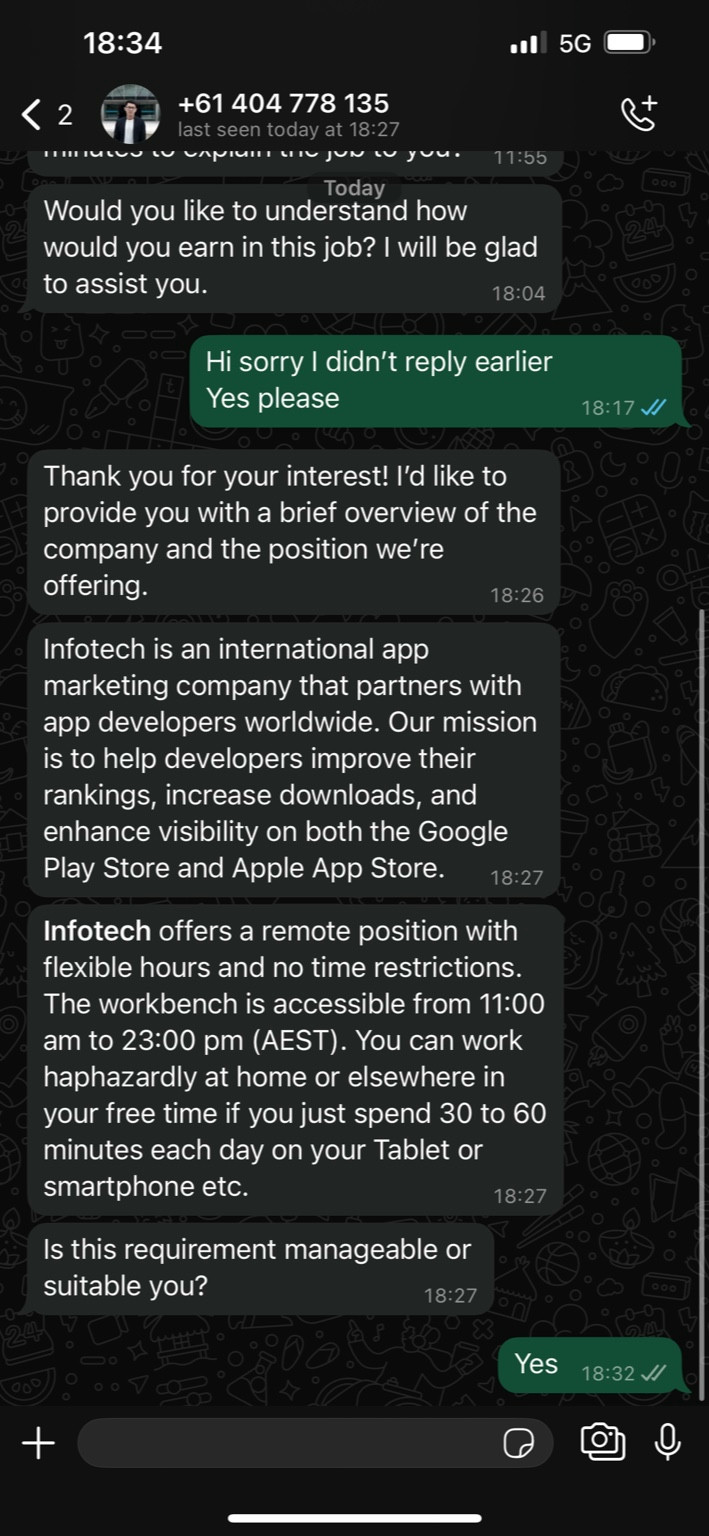 18:34
5G
2
+61 404 778 135
last seen today at 18:27
minutes to explain the job to you?
11:55
Today
Would you like to understand how
would you earn in this job? I will be glad
to assist you.
18:04
Hi sorry I didn't reply earlier
Yes please
18:17
Thank you for your interest! I'd like to
provide you with a brief overview of the
company and the position we're
offering.
18:26
Infotech is an international app
marketing company that partners with
app developers worldwide. Our mission
is to help developers improve their
rankings, increase downloads, and
enhance visibility on both the Google
Play Store and Apple App Store.
18:27
Infotech offers a remote position with
flexible hours and no time restrictions.
The workbench is accessible from 11:00
am to 23:00 pm (AEST). You can work
haphazardly at home or elsewhere in
your free time if you just spend 30 to 60
minutes each day on your Tablet or
smartphone etc.
18:27
Is this requirement manageable or
suitable you?
18:27
Yes
18:32